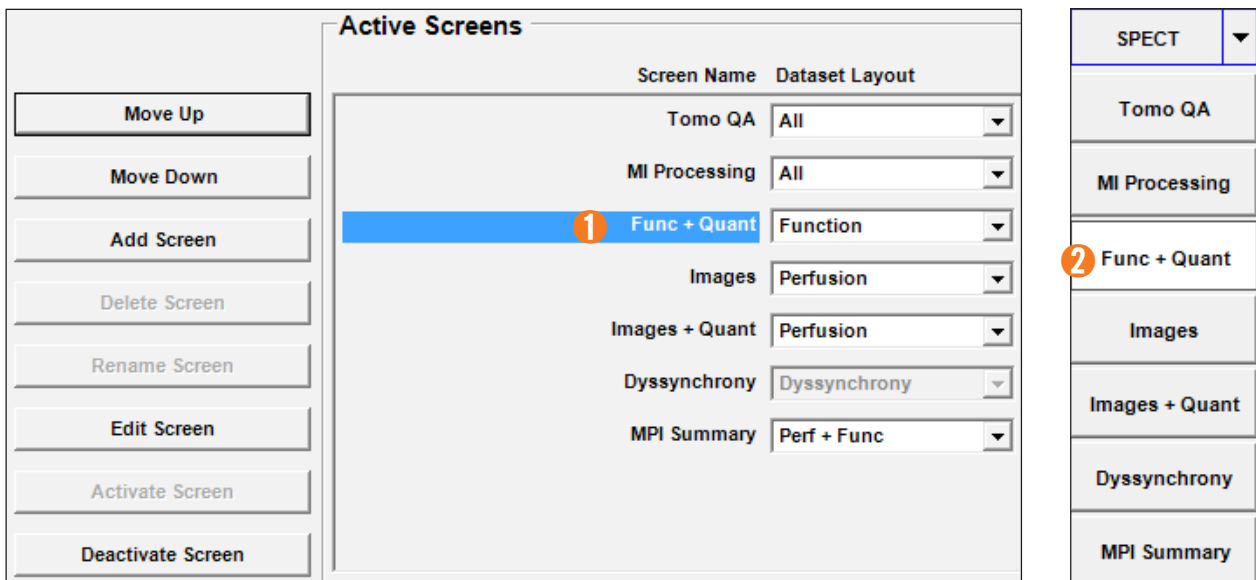 Active Screens
Screen Name Dataset Layout
Move Up
Move Down
Add Screen
Delete Screen
Rename Screen
Edit Screen
Activate Screen
Deactivate Screen
Tomo QA All
MI Processing All
1 Func + Quant Function
Images Perfusion
Images + Quant Perfusion
Dyssynchrony Dyssynchrony
MPI Summary Perf + Func
SPECT
Tomo QA
MI Processing
2 Func + Quant
Images
Images + Quant
Dyssynchrony
MPI Summary